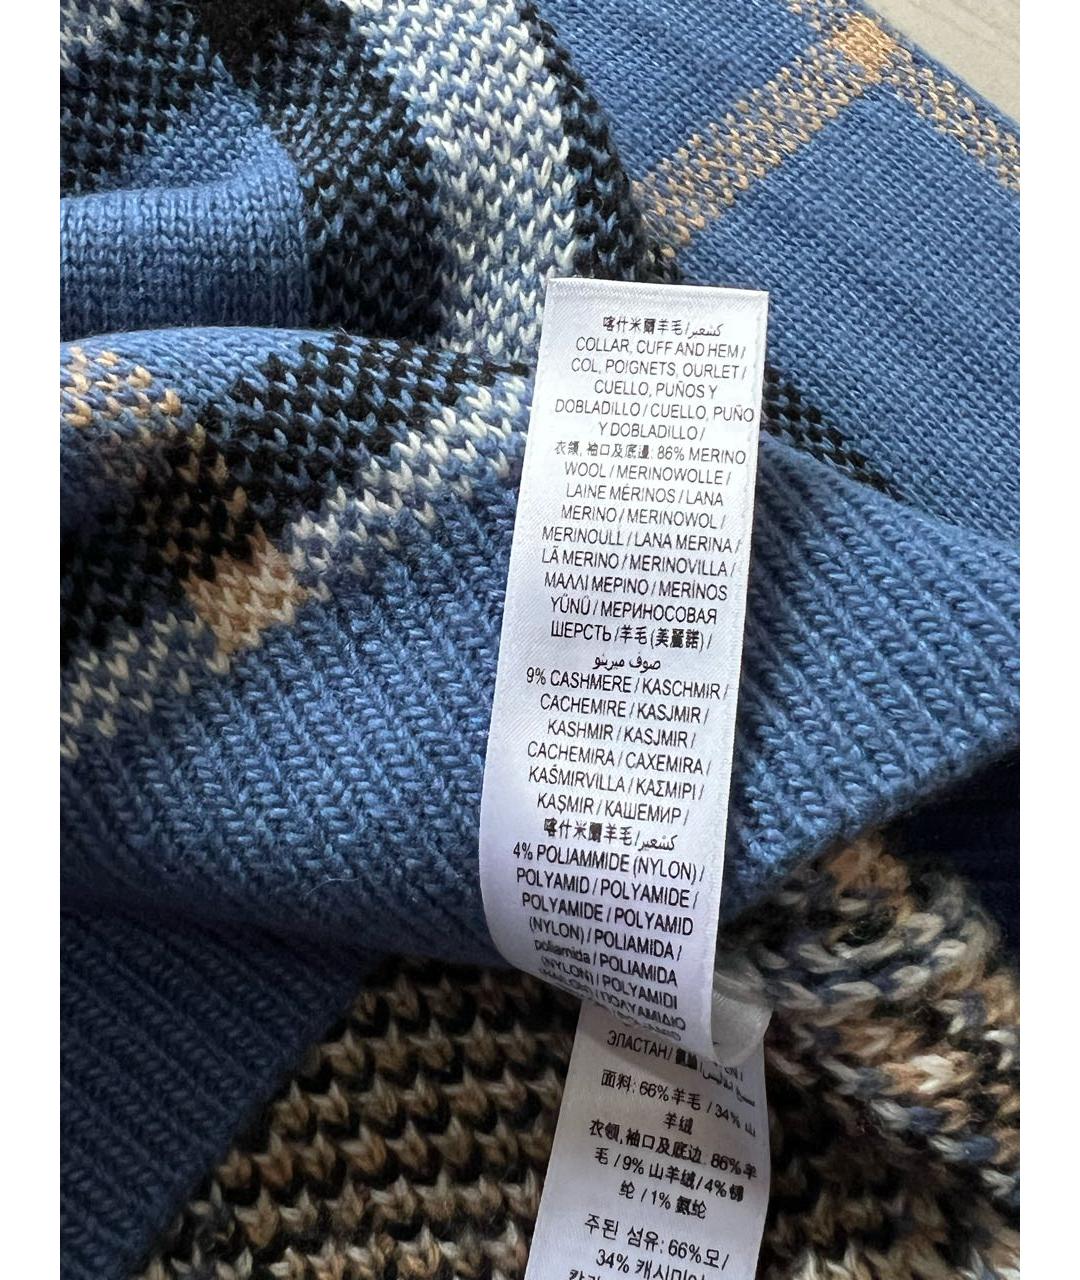 喀什米爾羊毛/كشمير
COLLAR, CUFF AND HEM /
COL, POIGNETS, OURLET /
CUELLO, PUÑOS Y
DOBLADILLO / CUELLO, PUÑO
Y DOBLADILLO /
衣領, 袖口及底邊: 86% MERINO
WOOL / MERINOWOLLE /
LAINE MÉRINOS / LANA
MERINO / MERINOWOL /
MERINOULL / LANA MERINA /
LÃ MERINO / MERINOVILLA /
ΜΑΛΛΙ ΜΕΡΙΝΟ / MERİNOS
YÜNÜ / МЕРИНОСОВАЯ
ШЕРСТЬ /羊毛 (美麗諾) /
صوف ميرينو
9% CASHMERE / KASCHMIR /
CACHEMIRE / KASJMIR /
KASHMIR / KASJMIR /
CACHEMIRA / CAXEMIRA /
KAŠMIRVILLA / ΚΑΣΜΙΡΙ /
KAŞMIR / КАШЕМИР /
喀什米爾羊毛/كشمير
4% POLIAMMIDE (NYLON) /
POLYAMID / POLYAMIDE /
POLYAMIDE / POLYAMID
(NYLON) / POLIAMIDA /
poliamida / POLIAMIDA
(NYLON) / POLYAMIDI
(NAILON) / ΠΟΛΥΑΜΙΔΙΟ
ЭЛАСТАН/
面料: 66% 羊毛 / 34% 山
羊绒
衣领, 袖口及底边: 86% 羊
毛 / 9% 山羊绒/ 4% 锦
纶 / 1% 氨纶
주된 섬유: 66% 모 /
34% 캐시미어